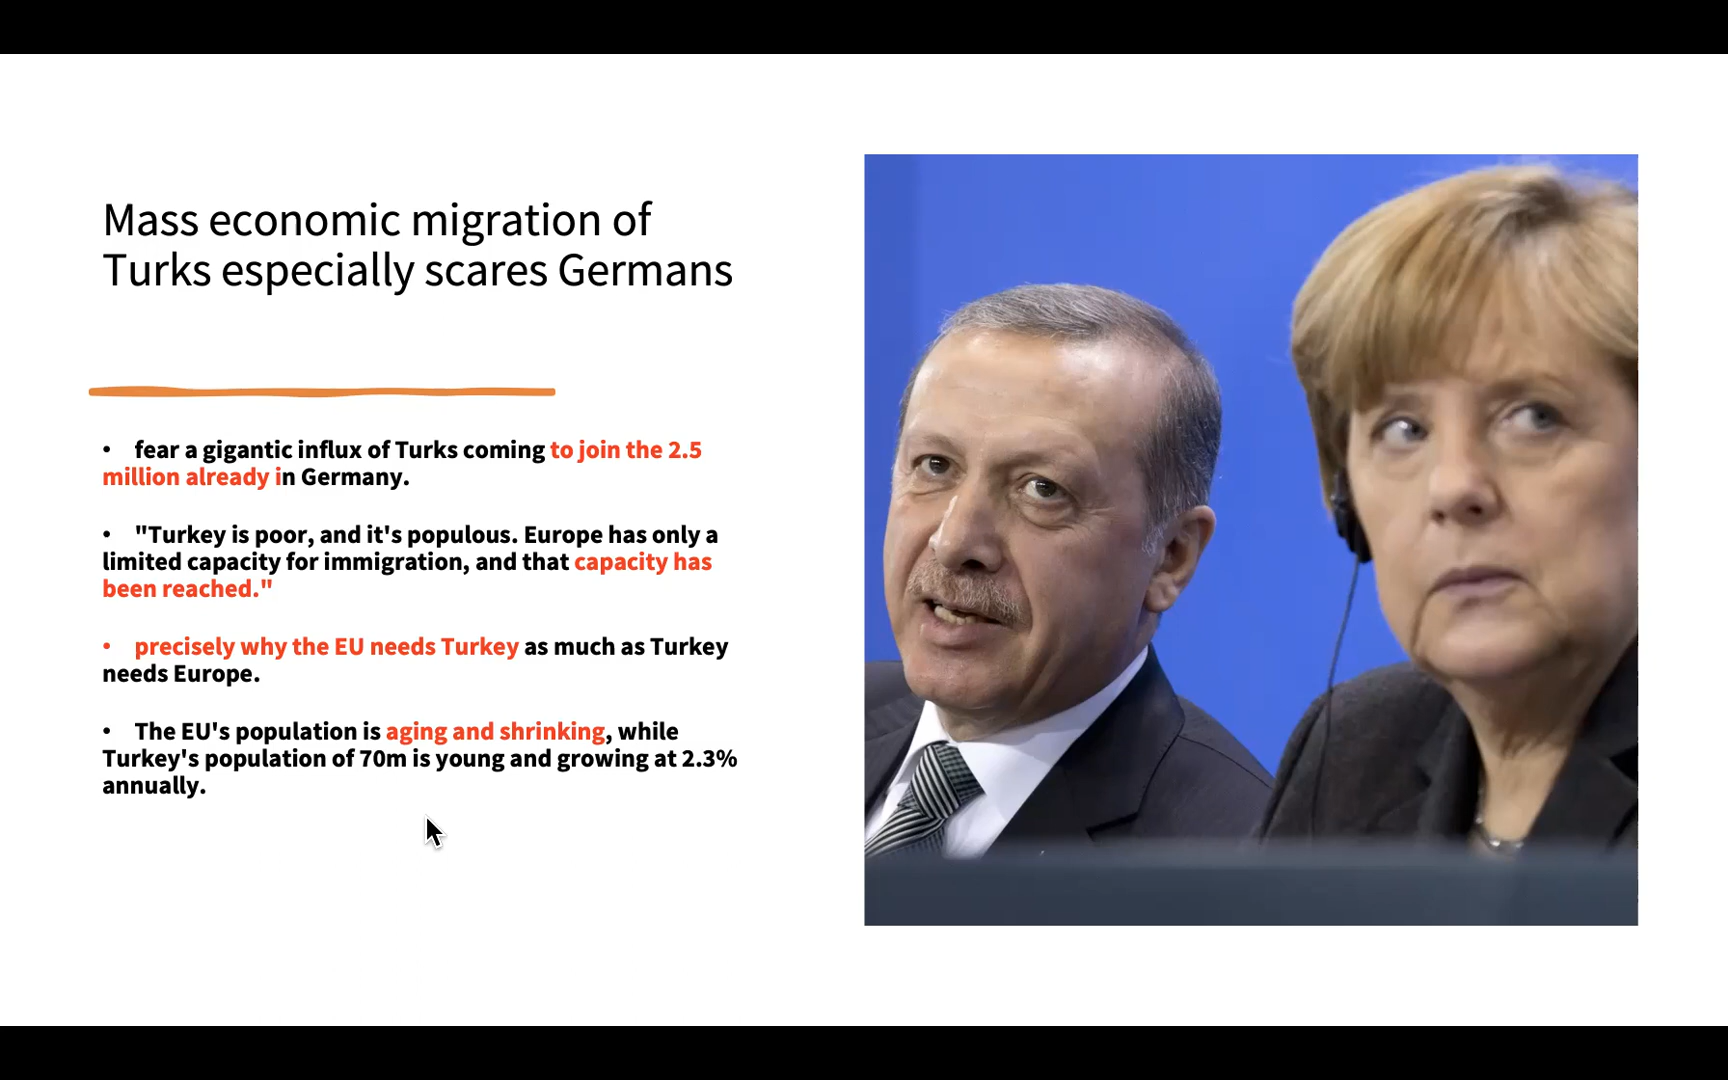 Mass economic migration of
Turks especially scares Germans
• fear a gigantic influx of Turks coming to join the 2.5
million already in Germany.
• "Turkey is poor, and it's populous. Europe has only a
limited capacity for immigration, and that capacity has
been reached."
• precisely why the EU needs Turkey as much as Turkey
needs Europe.
• The EU's population is aging and shrinking, while
Turkey's population of 70m is young and growing at 2.3%
annually.